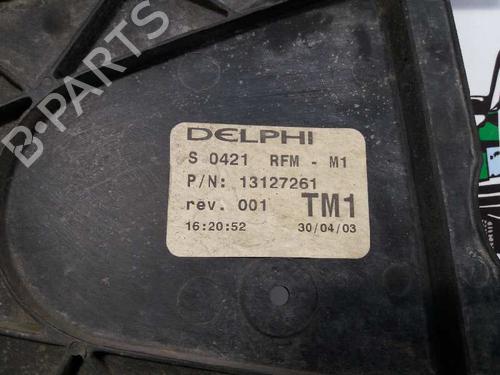 DELPHI
S 0421 RFM - M1
P/N: 13127261
rev. 001 TM1
16:20:52 30/04/03
B-PARTS